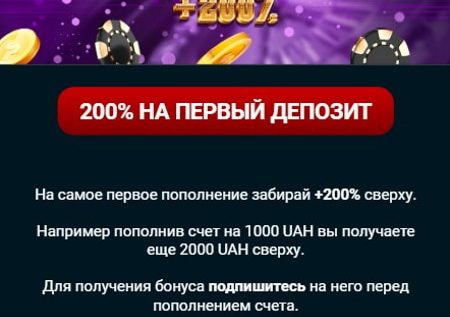 +200%
200% НА ПЕРВЫЙ ДЕПОЗИТ
На самое первое пополнение забирай +200% сверху.
Например пополнив счет на 1000 UAH вы получаете
еще 2000 UAH сверху.
Для получения бонуса подпишитесь на него перед
пополнением счета.